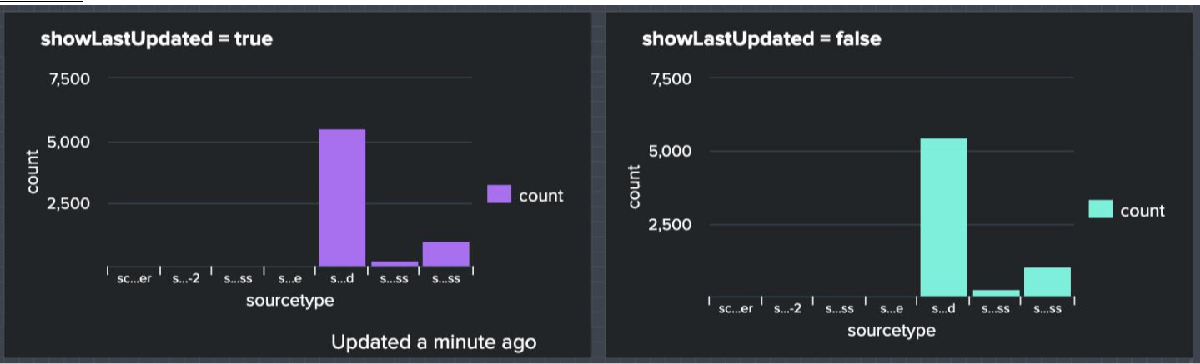 showLastUpdated = true
7,500
5,000
2,500
count
sc...er s...-2 s...ss s...e s...d s...ss s...ss
sourcetype
count
Updated a minute ago
showLastUpdated = false
7,500
5,000
2,500
count
sc...er s...-2 s...ss s...e s...d s...ss s...ss
sourcetype
count